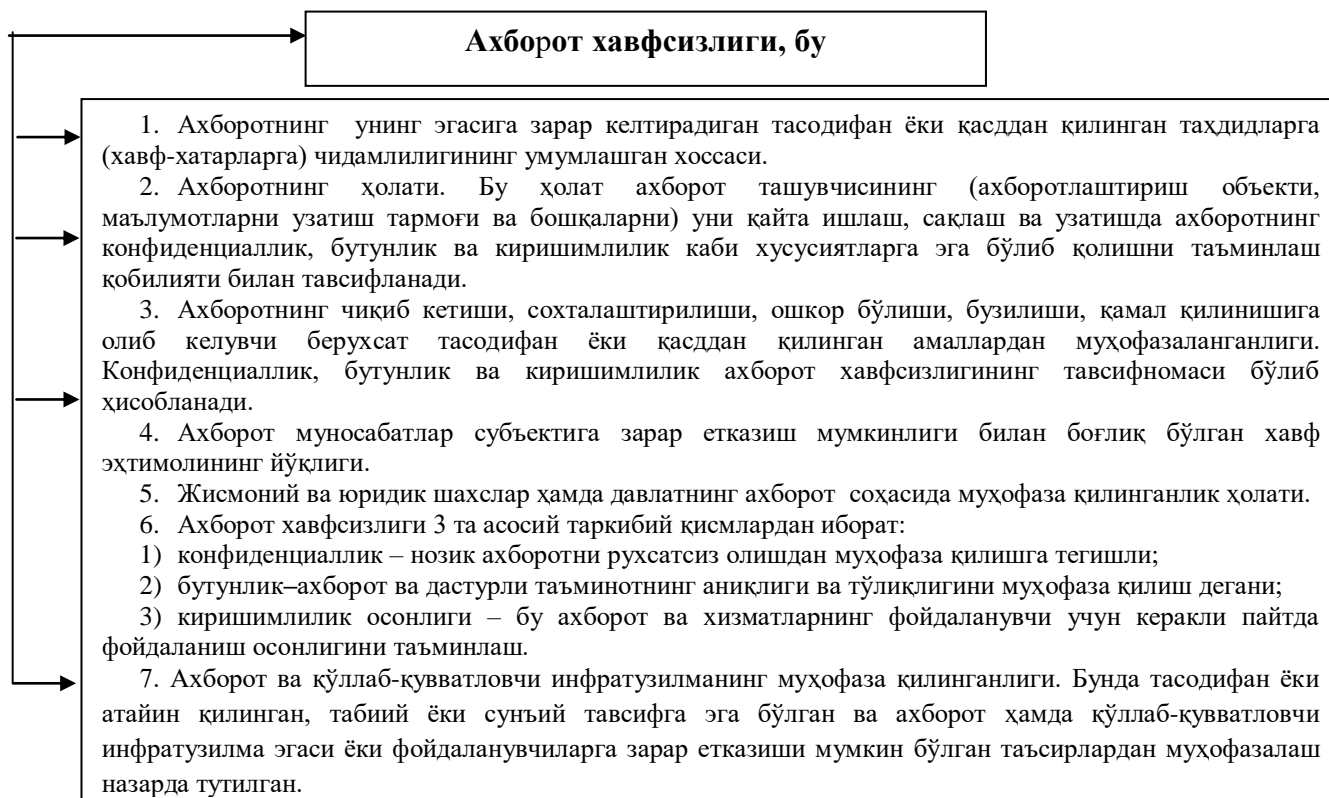 Ахборот хавфсизлиги, бу
1. Ахборотнинг унинг эгасига зарар келтирадиган тасодифан ёки қасддан қилинган таҳдидларга
(хавф-хатарларга) чидамлилигининг умумлашган хоссаси.
2. Ахборотнинг ҳолати. Бу ҳолат ахборот ташувчисининг (ахборотлаштириш объекти,
маълумотларни узатиш тармоғи ва бошқаларни) уни қайта ишлаш, сақлаш ва узатишда ахборотнинг
конфиденциаллик, бутунлик ва киришимлилик каби хусусиятларга эга бўлиб қолишни таъминлаш
қобилияти билан тавсифланади.
3. Ахборотнинг чиқиб кетиши, сохталаштирилиши, ошкор бўлиши, бузилиши, қамал қилинишига
олиб келувчи берухсат тасодифан ёки қасддан қилинган амаллардан муҳофазаланганлиги.
Конфиденциаллик, бутунлик ва киришимлилик ахборот хавфсизлигининг тавсифномаси бўлиб
ҳисобланади.
4. Ахборот муносабатлар субъектига зарар етказиш мумкинлиги билан боғлиқ бўлган хавф
эҳтимолининг йўқлиги.
5. Жисмоний ва юридик шахслар ҳамда давлатнинг ахборот соҳасида муҳофаза қилинганлик ҳолати.
6. Ахборот хавфсизлиги 3 та асосий таркибий қисмлардан иборат:
1) конфиденциаллик – нозик ахборотни рухсатсиз олишдан муҳофаза қилишга тегишли;
2) бутунлик–ахборот ва дастурли таъминотнинг аниқлиги ва тўлиқлигини муҳофаза қилиш дегани;
3) киришимлилик осонлиги – бу ахборот ва хизматларнинг фойдаланувчи учун керакли пайтда
фойдаланиш осонлигини таъминлаш.
7. Ахборот ва қўллаб-қувватловчи инфратузилманинг муҳофаза қилинганлиги. Бунда тасодифан ёки
атайин қилинган, табиий ёки сунъий тавсифга эга бўлган ва ахборот ҳамда қўллаб-қувватловчи
инфратузилма эгаси ёки фойдаланувчиларга зарар етказиши мумкин бўлган таъсирлардан муҳофазалаш
назарда тутилган.